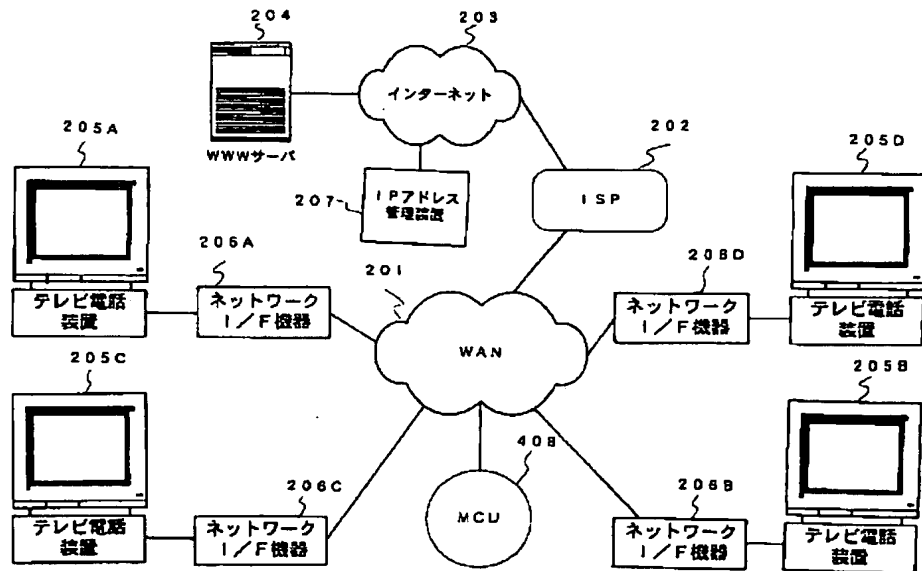 204
203
インターネット
WWWサーバ
202
ISP
205A
205D
207
IPアドレス
管理装置
206A
201
208D
テレビ電話
装置
ネットワーク
I/F機器
WAN
ネットワーク
I/F機器
テレビ電話
装置
205C
205B
408
206C
MCU
206B
テレビ電話
装置
ネットワーク
I/F機器
ネットワーク
I/F機器
テレビ電話
装置